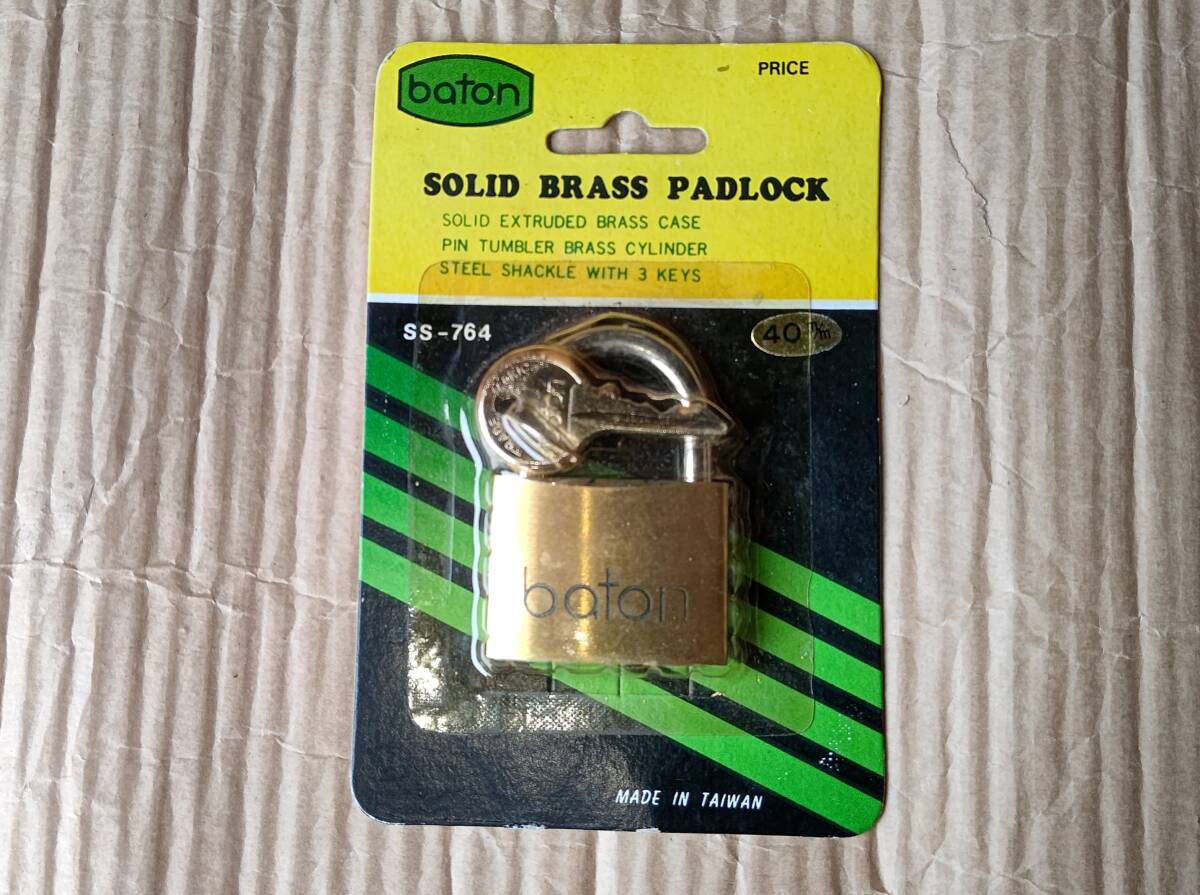 baton
PRICE
SOLID BRASS PADLOCK
SOLID EXTRUDED BRASS CASE
PIN TUMBLER BRASS CYLINDER
STEEL SHACKLE WITH 3 KEYS
SS-764
40 m/m
baton
MADE IN TAIWAN